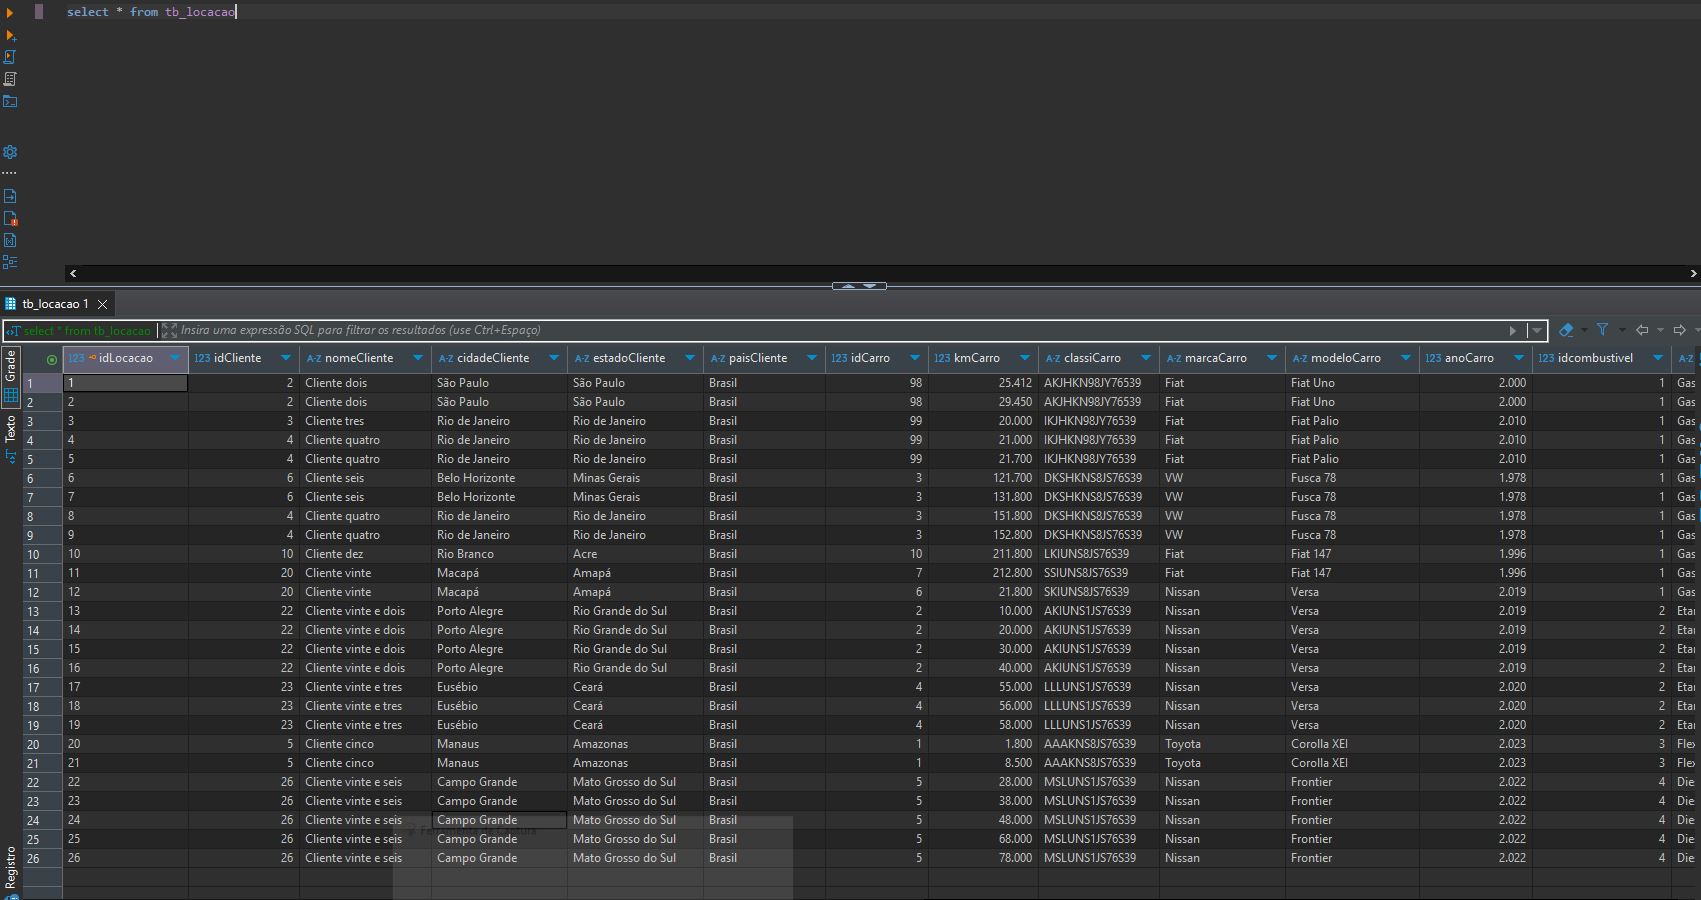 select * from tb_locacao
tb_locacao 1
select * from tb_locacao Insira uma expressão SQL para filtrar os resultados (use Ctrl+Espaço)
Grade
Texto
Registro
123 idLocacao 123 idCliente A-Z nomeCliente A-Z cidadeCliente A-Z estadoCliente A-Z paisCliente 123 idCarro 123 kmCarro A-Z classiCarro A-Z marcaCarro A-Z modeloCarro 123 anoCarro 123 idcombustivel A-Z
1 1 2 Cliente dois São Paulo São Paulo Brasil 98 25.412 AKJHKN98JY76539 Fiat Fiat Uno 2.000 1 Gas
2 2 2 Cliente dois São Paulo São Paulo Brasil 98 29.450 AKJHKN98JY76539 Fiat Fiat Uno 2.000 1 Gas
3 3 3 Cliente tres Rio de Janeiro Rio de Janeiro Brasil 99 20.000 IKJHKN98JY76539 Fiat Fiat Palio 2.010 1 Gas
4 4 4 Cliente quatro Rio de Janeiro Rio de Janeiro Brasil 99 21.000 IKJHKN98JY76539 Fiat Fiat Palio 2.010 1 Gas
5 5 4 Cliente quatro Rio de Janeiro Rio de Janeiro Brasil 99 21.700 IKJHKN98JY76539 Fiat Fiat Palio 2.010 1 Gas
6 6 6 Cliente seis Belo Horizonte Minas Gerais Brasil 3 121.700 DKSHKNS8JS76S39 VW Fusca 78 1.978 1 Gas
7 7 6 Cliente seis Belo Horizonte Minas Gerais Brasil 3 131.800 DKSHKNS8JS76S39 VW Fusca 78 1.978 1 Gas
8 8 4 Cliente quatro Rio de Janeiro Rio de Janeiro Brasil 3 151.800 DKSHKNS8JS76S39 VW Fusca 78 1.978 1 Gas
9 9 4 Cliente quatro Rio de Janeiro Rio de Janeiro Brasil 3 152.800 DKSHKNS8JS76S39 VW Fusca 78 1.978 1 Gas
10 10 10 Cliente dez Rio Branco Acre Brasil 10 211.800 LKIUNS8JS76S39 Fiat Fiat 147 1.996 1 Gas
11 11 20 Cliente vinte Macapá Amapá Brasil 7 212.800 SSIUNS8JS76S39 Fiat Fiat 147 1.996 1 Gas
12 12 20 Cliente vinte Macapá Amapá Brasil 6 21.800 SKIUNS8JS76S39 Nissan Versa 2.019 1 Gas
13 13 22 Cliente vinte e dois Porto Alegre Rio Grande do Sul Brasil 2 10.000 AKIUNS1JS76S39 Nissan Versa 2.019 2 Etar
14 14 22 Cliente vinte e dois Porto Alegre Rio Grande do Sul Brasil 2 20.000 AKIUNS1JS76S39 Nissan Versa 2.019 2 Etar
15 15 22 Cliente vinte e dois Porto Alegre Rio Grande do Sul Brasil 2 30.000 AKIUNS1JS76S39 Nissan Versa 2.019 2 Etar
16 16 22 Cliente vinte e dois Porto Alegre Rio Grande do Sul Brasil 2 40.000 AKIUNS1JS76S39 Nissan Versa 2.019 2 Etar
17 17 23 Cliente vinte e tres Eusébio Ceará Brasil 4 55.000 LLLUNS1JS76S39 Nissan Versa 2.020 2 Etar
18 18 23 Cliente vinte e tres Eusébio Ceará Brasil 4 56.000 LLLUNS1JS76S39 Nissan Versa 2.020 2 Etar
19 19 23 Cliente vinte e tres Eusébio Ceará Brasil 4 58.000 LLLUNS1JS76S39 Nissan Versa 2.020 2 Etar
20 20 5 Cliente cinco Manaus Amazonas Brasil 1 1.800 AAAKNS8JS76S39 Toyota Corolla XEI 2.023 3 Flex
21 21 5 Cliente cinco Manaus Amazonas Brasil 1 8.500 AAAKNS8JS76S39 Toyota Corolla XEI 2.023 3 Flex
22 22 26 Cliente vinte e seis Campo Grande Mato Grosso do Sul Brasil 5 28.000 MSLUNS1JS76S39 Nissan Frontier 2.022 4 Die
23 23 26 Cliente vinte e seis Campo Grande Mato Grosso do Sul Brasil 5 38.000 MSLUNS1JS76S39 Nissan Frontier 2.022 4 Die
24 24 26 Cliente vinte e seis Campo Grande Mato Grosso do Sul Brasil 5 48.000 MSLUNS1JS76S39 Nissan Frontier 2.022 4 Die
Ferramenta de Captura
25 25 26 Cliente vinte e seis Campo Grande Mato Grosso do Sul Brasil 5 68.000 MSLUNS1JS76S39 Nissan Frontier 2.022 4 Die
26 26 26 Cliente vinte e seis Campo Grande Mato Grosso do Sul Brasil 5 78.000 MSLUNS1JS76S39 Nissan Frontier 2.022 4 Die